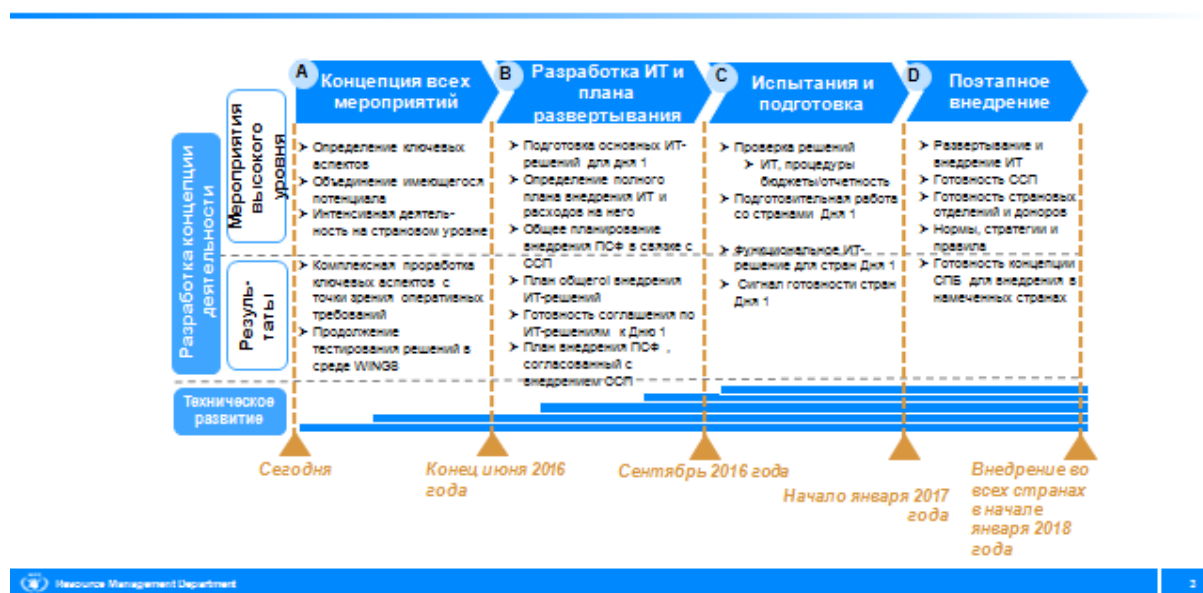 A
Концепция всех
мероприятий
B
Разработка ИТ и
плана
развертывания
C
Испытания и
подготовка
D
Поэтапное
внедрение
Разработка концепции
деятельности
Мероприятия
высокого
уровня
➤ Определение ключевых
аспектов
➤ Объединение имеющегося
потенциала
➤ Интенсивная деятель-
ность на страновом уровне
➤ Подготовка основных ИТ-
решений для дня 1
➤ Определение полного
плана внедрения ИТ и
расходов на него
➤ Общее планирование
внедрения ПСФ в связке с
ССП
➤ Проверка решений
➤ ИТ, процедуры
бюджеты/отчетность
➤ Подготовительная работа
со странами Дня 1
➤ Развертывание и
внедрение ИТ
➤ Готовность ССП
➤ Готовность страновых
отделений и доноров
➤ Нормы, стратегии и
правила
Резуль-
таты
➤ Комплексная проработка
ключевых аспектов с
точки зрения оперативных
требований
➤ Продолжение
тестирования решений в
среде WINGS
➤ План общегоl внедрения
ИТ-решений
➤ Готовность соглашения по
ИТ-решениям к Дню 1
➤ План внедрения ПСФ ,
согласованный с
внедрением ССП
➤ Функциональное ИТ-
решение для стран Дня 1
➤ Сигнал готовности стран
Дня 1
➤ Готовность концепции
СПБ для внедрения в
намеченных странах
Техническое
развитие
Сегодня
Конец июня 2016
года
Сентябрь 2016 года
Начало января 2017
года
Внедрение во
всех странах
в начале
января 2018
года
Resource Management Department
2